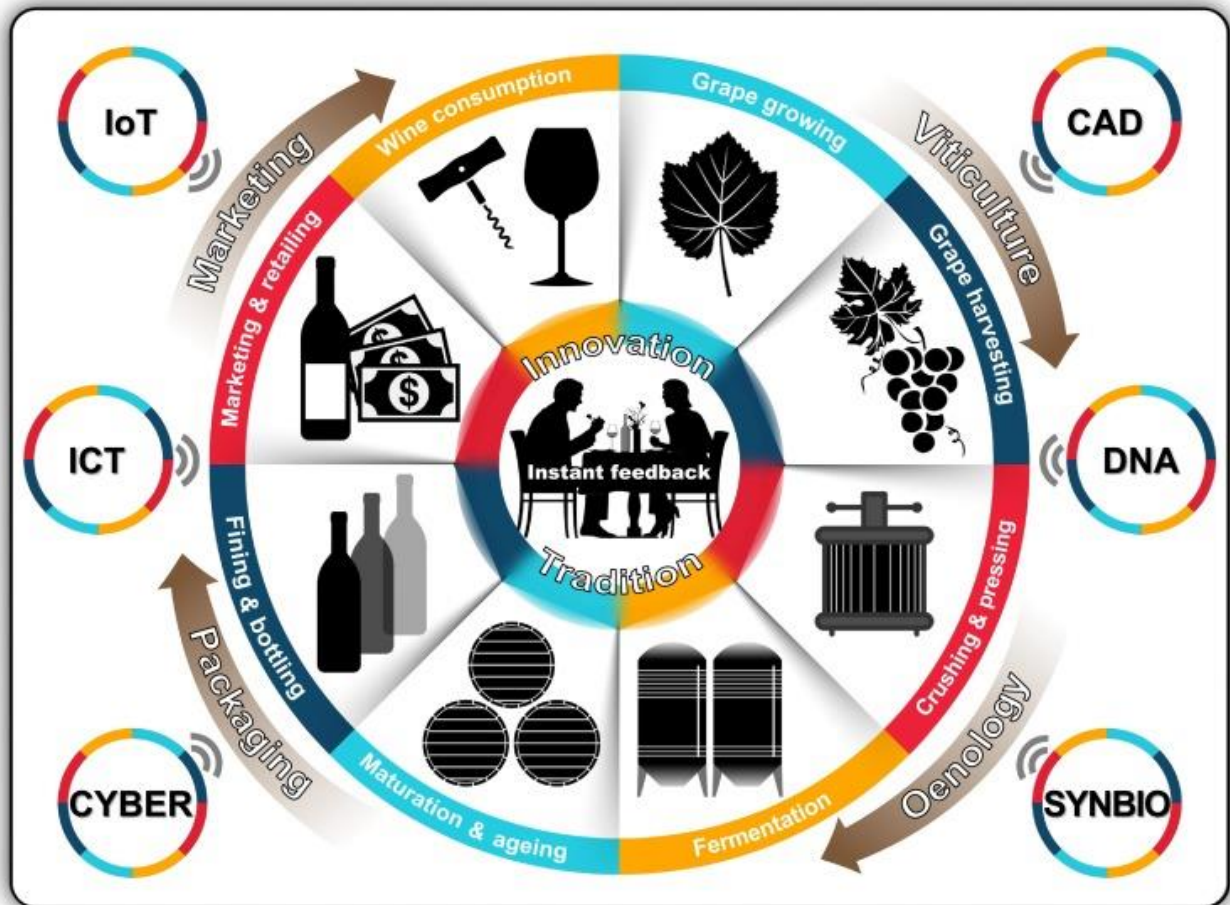 IoT
CAD
ICT
DNA
CYBER
SYNBIO
Marketing
Viticulture
Oenology
Packaging
Wine consumption
Grape growing
Grape harvesting
Crushing & pressing
Fermentation
Maturation & ageing
Fining & bottling
Marketing & retailing
$
$
$
Innovation
Instant feedback
Tradition